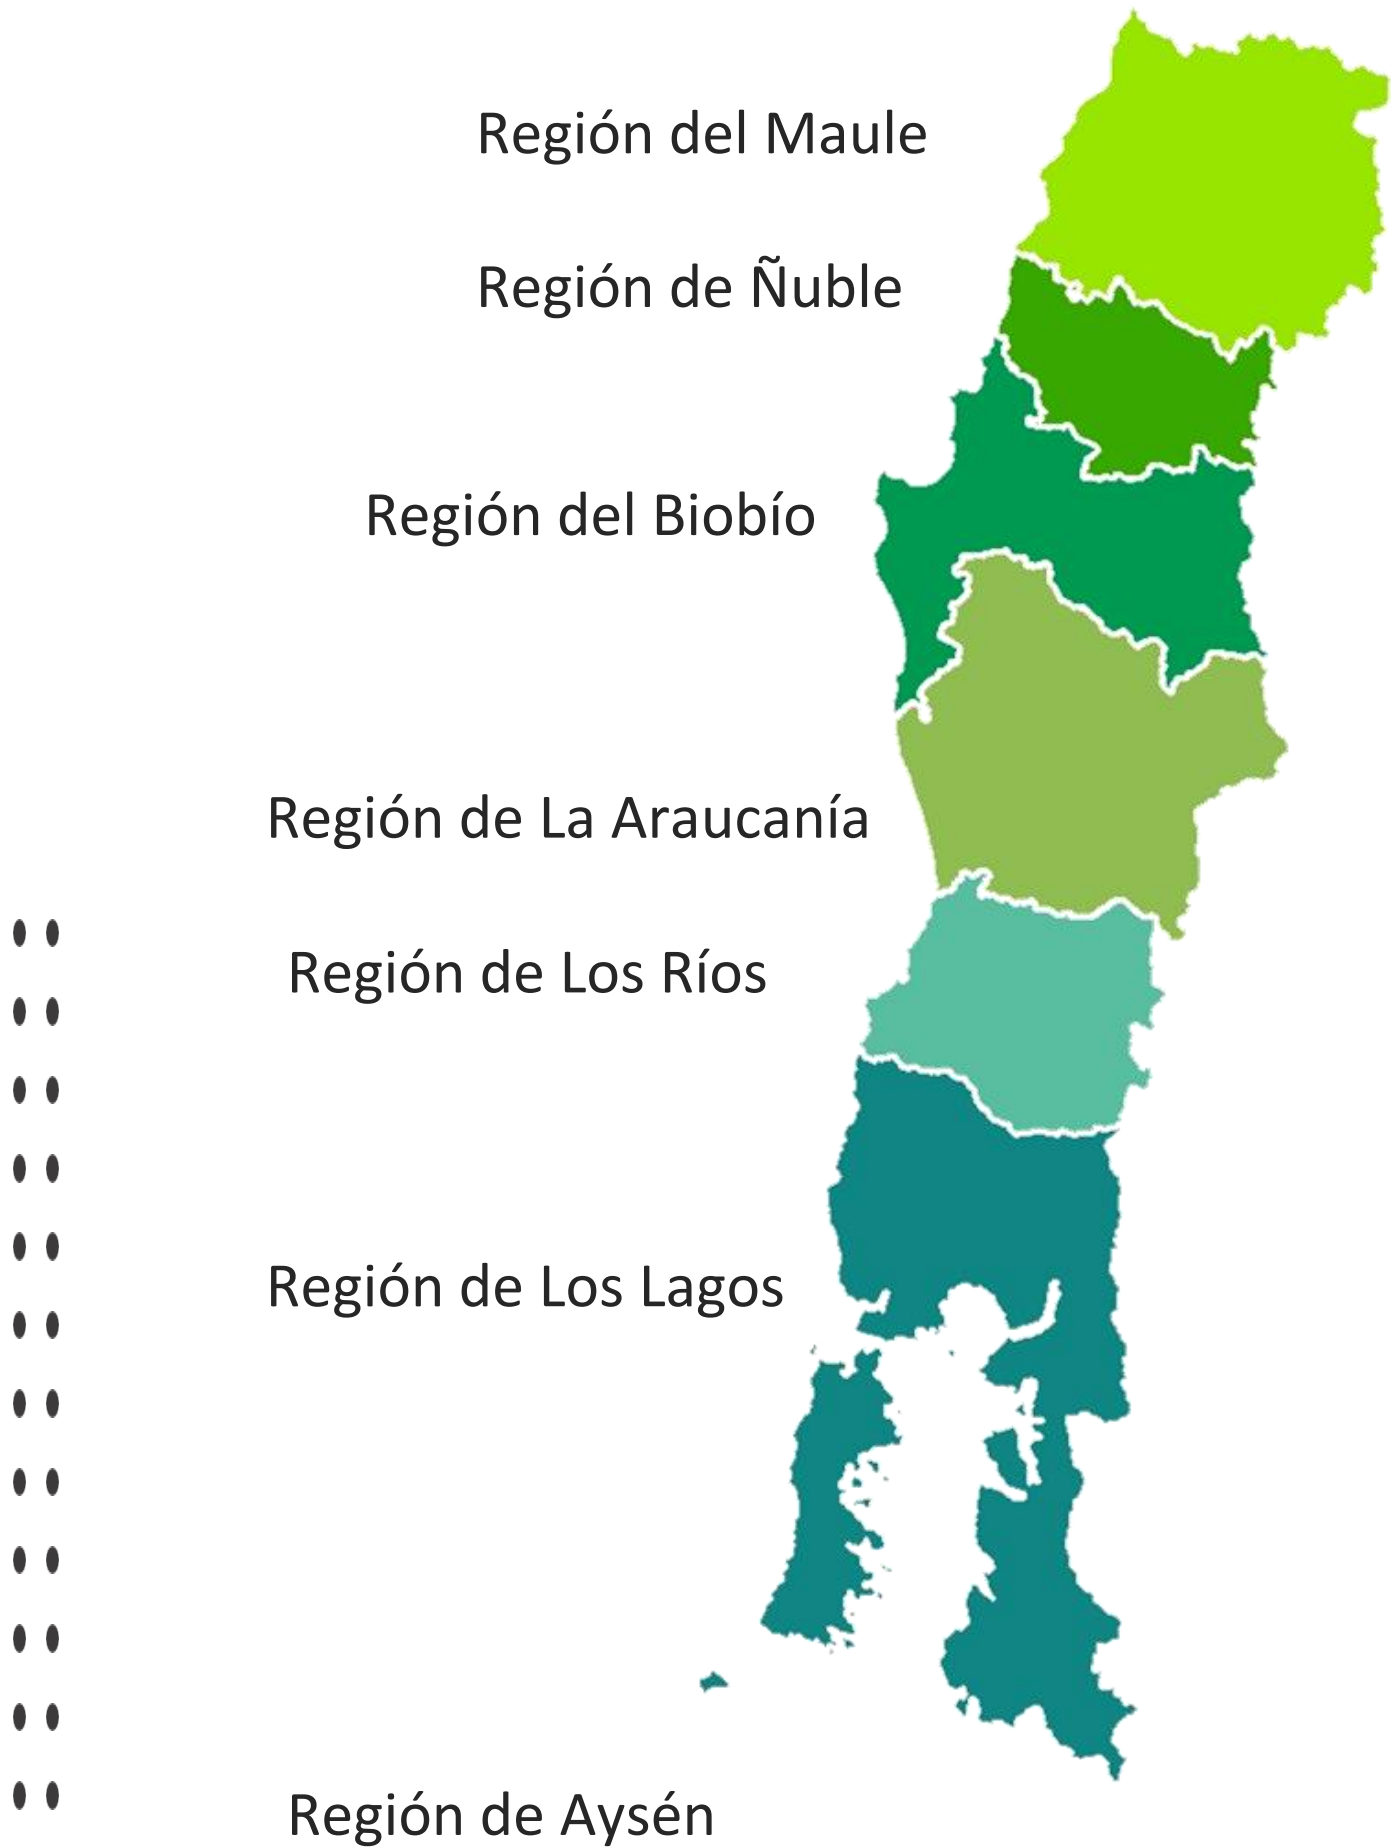 Región del Maule
Región de Ñuble
Región del Biobío
Región de La Araucanía
Región de Los Ríos
Región de Los Lagos
Región de Aysén